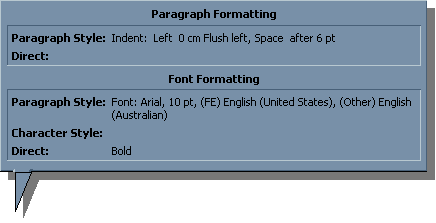 Paragraph Formatting
Paragraph Style: Indent: Left 0 cm Flush left, Space after 6 pt
Direct:
Font Formatting
Paragraph Style: Font: Arial, 10 pt, (FE) English (United States), (Other) English
(Australian)
Character Style:
Direct: Bold